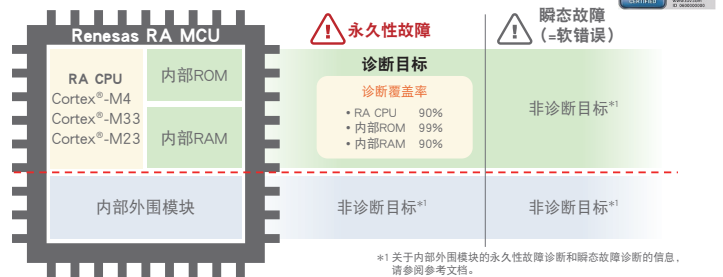 CERTIFIED
Renesas RA MCU
永久性故障
瞬态故障
(=软错误)
RA CPU
Cortex®-M4
Cortex®-M33
Cortex®-M23
内部ROM
内部RAM
诊断目标
诊断覆盖率
• RA CPU 90%
• 内部ROM 99%
• 内部RAM 90%
非诊断目标*1
内部外围模块
非诊断目标*1
非诊断目标*1
*1 关于内部外围模块的永久性故障诊断和瞬态故障诊断的信息,
请参阅参考文档。